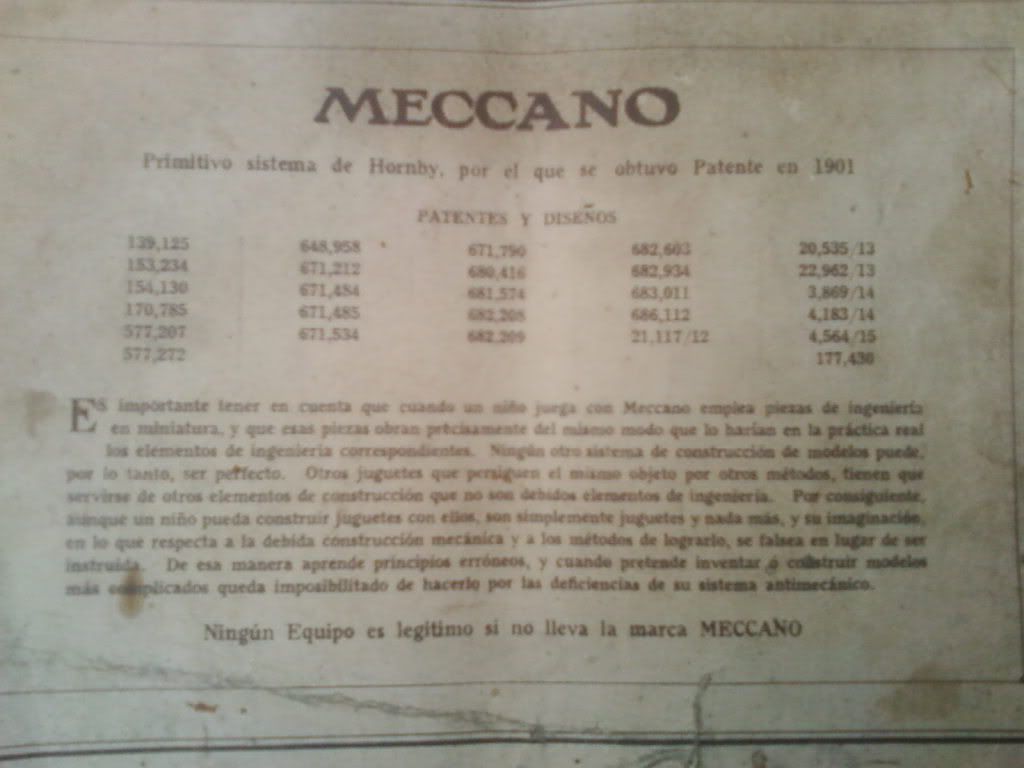 MECCANO
Primitivo sistema de Hornby, por el que se obtuvo Patente en 1901
PATENTES Y DISEÑOS
139,125 648,958 671,790 682,603 20,535/13
153,234 671,212 680,416 682,934 22,962/13
154,130 671,484 681,574 683,011 3,869/14
170,785 671,485 682,208 686,112 4,183/14
577,207 671,534 682,209 21,117/12 4,564/15
577,272 177,430
ES importante tener en cuenta que cuando un niño juega con Meccano emplea piezas de ingeniería
en miniatura, y que esas piezas obran precisamente del mismo modo que lo harían en la práctica real
los elementos de ingeniería correspondientes. Ningún otro sistema de construcción de modelos puede,
por lo tanto, ser perfecto. Otros juguetes que persiguen el mismo objeto por otros métodos, tienen que
servirse de otros elementos de construcción que no son debidos elementos de ingeniería. Por consiguiente,
aunque un niño pueda construir juguetes con ellos, son simplemente juguetes y nada más, y su imaginación,
en lo que respecta a la debida construcción mecánica y a los métodos de lograrlo, se falsea en lugar de ser
instruida. De esa manera aprende principios erróneos, y cuando pretende inventar o construir modelos
más complicados queda imposibilitado de hacerlo por las deficiencias de su sistema antimecánico.
Ningún Equipo es legitimo si no lleva la marca MECCANO